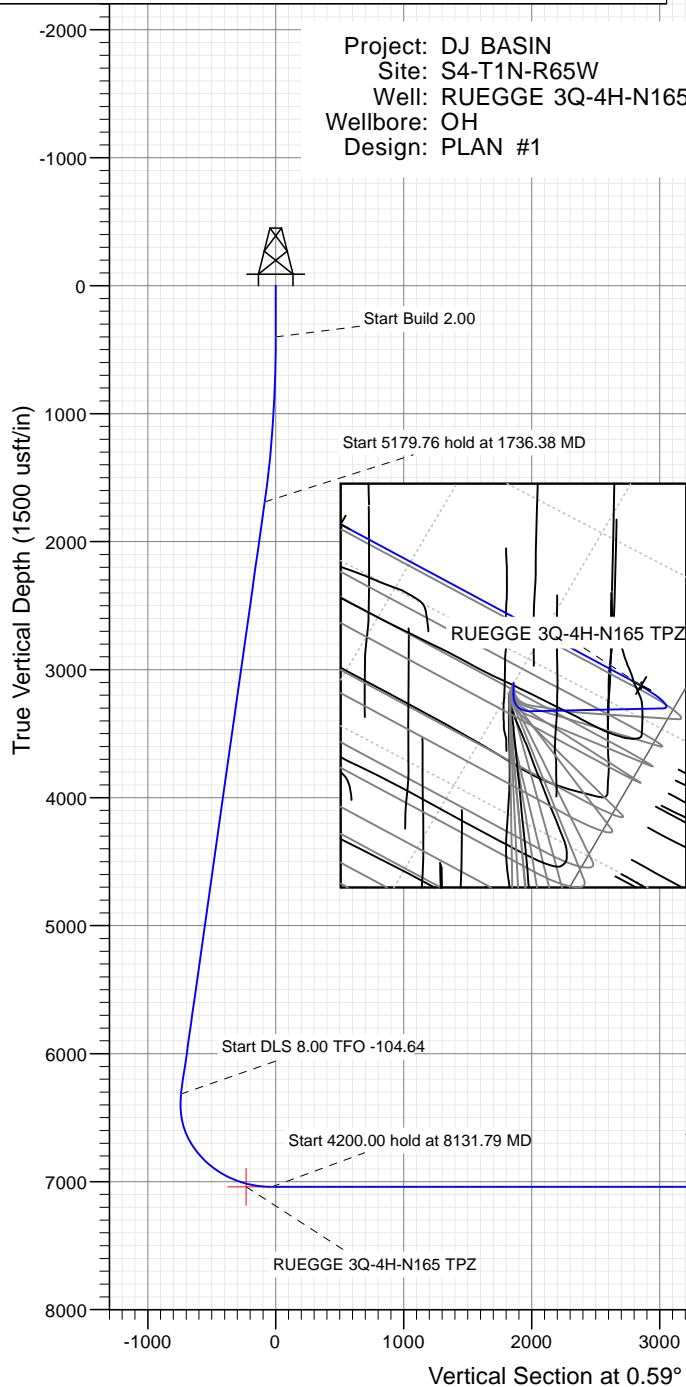 Project: DJ BASIN
Site: S4-T1N-R65W
Well: RUEGGE 3Q-4H-N165
Wellbore: OH
Design: PLAN #1
-2000
-1000
0
1000
2000
3000
4000
5000
6000
7000
8000
True Vertical Depth (1500 usft/in)
Start Build 2.00
Start 5179.76 hold at 1736.38 MD
RUEGGE 3Q-4H-N165 TPZ
Start DLS 8.00 TFO -104.64
Start 4200.00 hold at 8131.79 MD
RUEGGE 3Q-4H-N165 TPZ
-1000
0
1000
2000
3000
Vertical Section at 0.59°